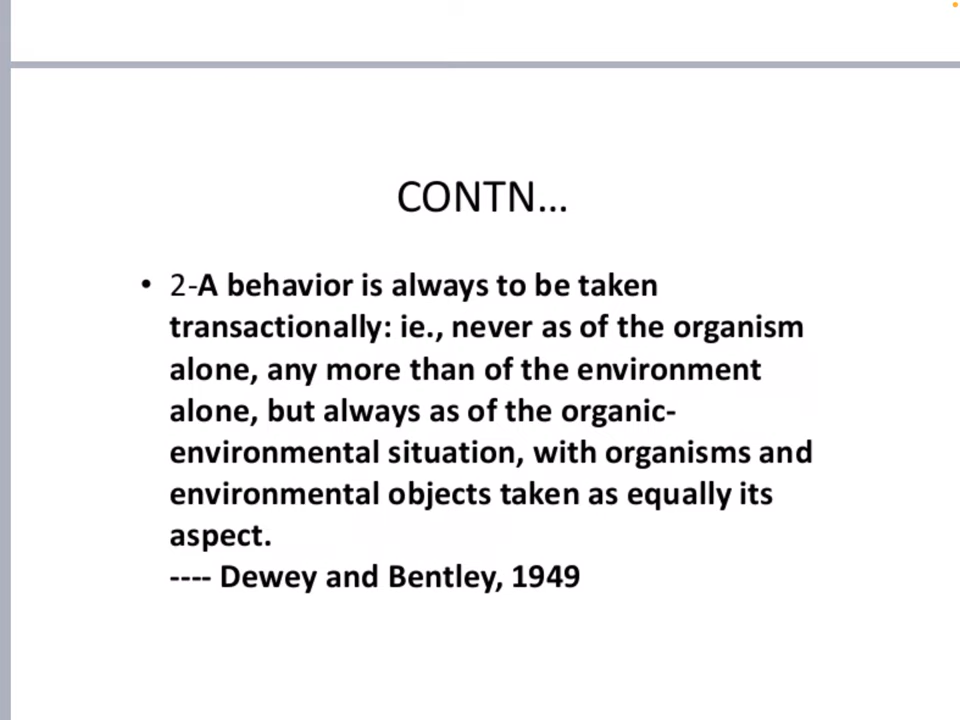 CONTN...
• 2-A behavior is always to be taken
transactionally: ie., never as of the organism
alone, any more than of the environment
alone, but always as of the organic-
environmental situation, with organisms and
environmental objects taken as equally its
aspect.
---- Dewey and Bentley, 1949